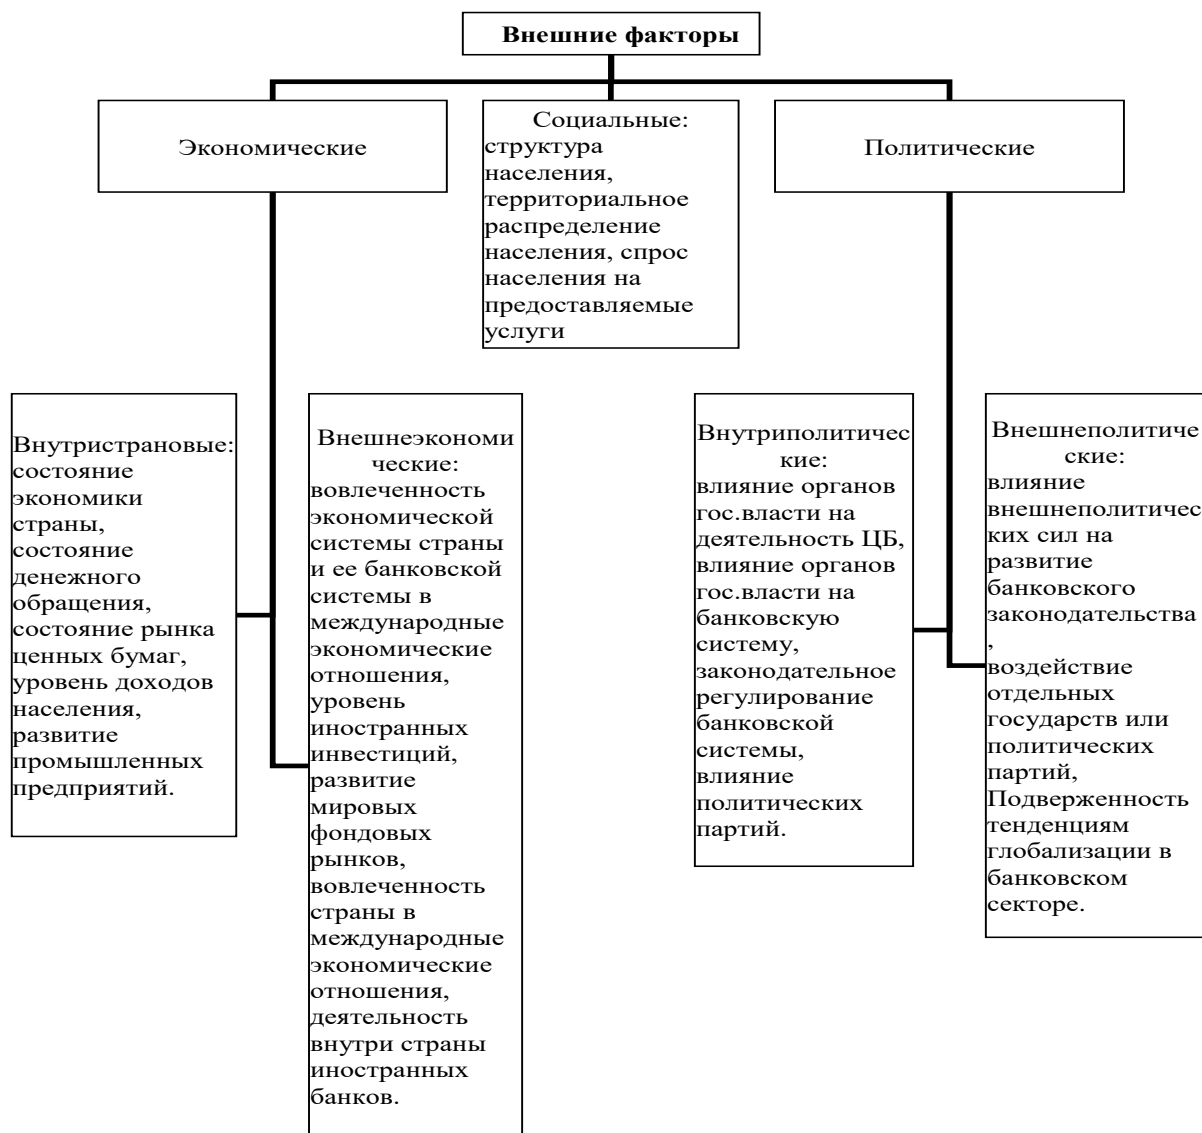 Внешние факторы
Экономические
Социальные:
структура
населения,
территориальное
распределение
населения, спрос
населения на
предоставляемые
услуги
Политические
Внутристрановые:
состояние
экономики
страны,
состояние
денежного
обращения,
состояние рынка
ценных бумаг,
уровень доходов
населения,
развитие
промышленных
предприятий.
Внешнеэкономи
ческие:
вовлеченность
экономической
системы страны
и ее банковской
системы в
международные
экономические
отношения,
уровень
иностранных
инвестиций,
развитие
мировых
фондовых
рынков,
вовлеченность
страны в
международные
экономические
отношения,
деятельность
внутри страны
иностранных
банков.
Внутриполитичес
кие:
влияние органов
гос.власти на
деятельность ЦБ,
влияние органов
гос.власти на
банковскую
систему,
законодательное
регулирование
банковской
системы,
влияние
политических
партий.
Внешнеполитиче
ские:
влияние
внешнеполитичес
ких сил на
развитие
банковского
законодательства
,
воздействие
отдельных
государств или
политических
партий,
Подверженность
тенденциям
глобализации в
банковском
секторе.